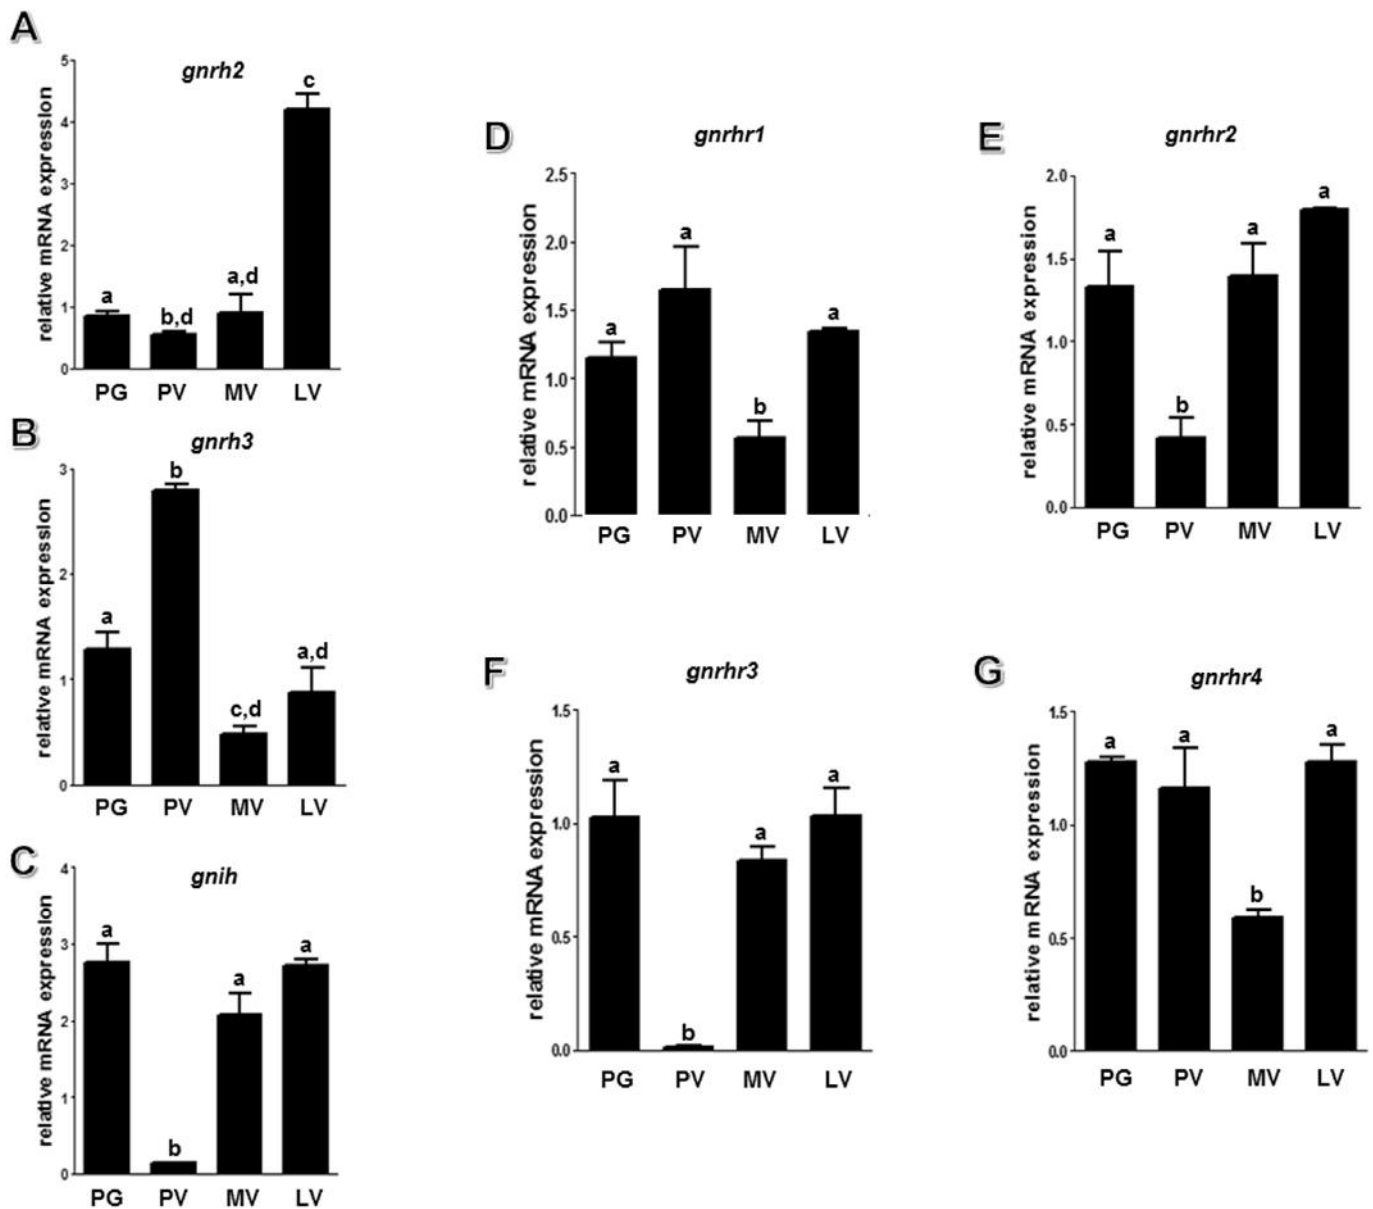 A
gnrh2
relative mRNA expression
5
4
3
2
1
0
a
b,d
a,d
c
PG PV MV LV
B
gnrh3
relative mRNA expression
3
2
1
0
a
b
c,d
a,d
PG PV MV LV
C
gnih
relative mRNA expression
4
3
2
1
0
a
b
a
a
PG PV MV LV
D
gnrhr1
relative mRNA expression
2.5
2.0
1.5
1.0
0.5
0.0
a
a
b
a
PG PV MV LV
E
gnrhr2
relative mRNA expression
2.0
1.5
1.0
0.5
0.0
a
b
a
a
PG PV MV LV
F
gnrhr3
relative mRNA expression
1.5
1.0
0.5
0.0
a
b
a
a
PG PV MV LV
G
gnrhr4
relative mRNA expression
1.5
1.0
0.5
0.0
a
a
b
a
PG PV MV LV